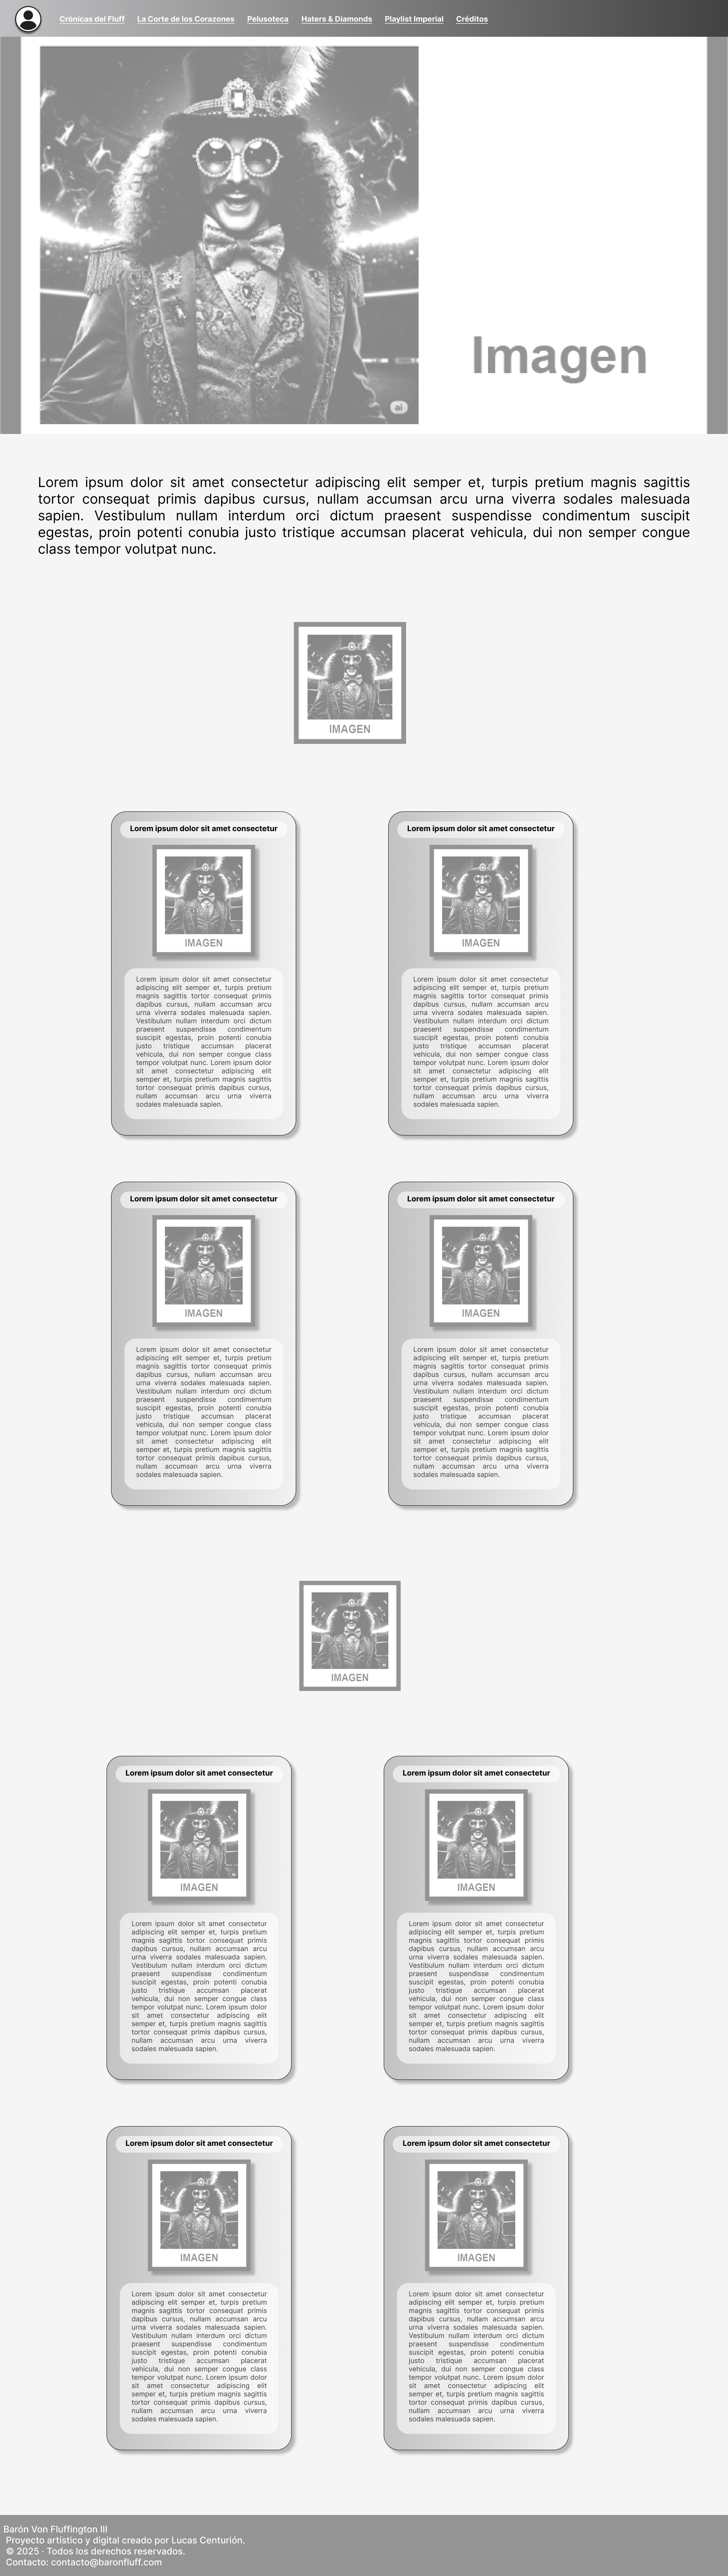 Crónicas del Fluff La Corte de los Corazones Pelusoteca Haters & Diamonds Playlist Imperial Créditos
ai
Imagen
Lorem ipsum dolor sit amet consectetur adipiscing elit semper et, turpis pretium magnis sagittis
tortor consequat primis dapibus cursus, nullam accumsan arcu urna viverra sodales malesuada
sapien. Vestibulum nullam interdum orci dictum praesent suspendisse condimentum suscipit
egestas, proin potenti conubia justo tristique accumsan placerat vehicula, dui non semper congue
class tempor volutpat nunc.
IMAGEN
Lorem ipsum dolor sit amet consectetur
IMAGEN
Lorem ipsum dolor sit amet consectetur
adipiscing elit semper et, turpis pretium
magnis sagittis tortor consequat primis
dapibus cursus, nullam accumsan arcu
urna viverra sodales malesuada sapien.
Vestibulum nullam interdum orci dictum
praesent suspendisse condimentum
suscipit egestas, proin potenti conubia
justo tristique accumsan placerat
vehicula, dui non semper congue class
tempor volutpat nunc. Lorem ipsum dolor
sit amet consectetur adipiscing elit
semper et, turpis pretium magnis sagittis
tortor consequat primis dapibus cursus,
nullam accumsan arcu urna viverra
sodales malesuada sapien.
Lorem ipsum dolor sit amet consectetur
IMAGEN
Lorem ipsum dolor sit amet consectetur
adipiscing elit semper et, turpis pretium
magnis sagittis tortor consequat primis
dapibus cursus, nullam accumsan arcu
urna viverra sodales malesuada sapien.
Vestibulum nullam interdum orci dictum
praesent suspendisse condimentum
suscipit egestas, proin potenti conubia
justo tristique accumsan placerat
vehicula, dui non semper congue class
tempor volutpat nunc. Lorem ipsum dolor
sit amet consectetur adipiscing elit
semper et, turpis pretium magnis sagittis
tortor consequat primis dapibus cursus,
nullam accumsan arcu urna viverra
sodales malesuada sapien.
Lorem ipsum dolor sit amet consectetur
IMAGEN
Lorem ipsum dolor sit amet consectetur
adipiscing elit semper et, turpis pretium
magnis sagittis tortor consequat primis
dapibus cursus, nullam accumsan arcu
urna viverra sodales malesuada sapien.
Vestibulum nullam interdum orci dictum
praesent suspendisse condimentum
suscipit egestas, proin potenti conubia
justo tristique accumsan placerat
vehicula, dui non semper congue class
tempor volutpat nunc. Lorem ipsum dolor
sit amet consectetur adipiscing elit
semper et, turpis pretium magnis sagittis
tortor consequat primis dapibus cursus,
nullam accumsan arcu urna viverra
sodales malesuada sapien.
Lorem ipsum dolor sit amet consectetur
IMAGEN
Lorem ipsum dolor sit amet consectetur
adipiscing elit semper et, turpis pretium
magnis sagittis tortor consequat primis
dapibus cursus, nullam accumsan arcu
urna viverra sodales malesuada sapien.
Vestibulum nullam interdum orci dictum
praesent suspendisse condimentum
suscipit egestas, proin potenti conubia
justo tristique accumsan placerat
vehicula, dui non semper congue class
tempor volutpat nunc. Lorem ipsum dolor
sit amet consectetur adipiscing elit
semper et, turpis pretium magnis sagittis
tortor consequat primis dapibus cursus,
nullam accumsan arcu urna viverra
sodales malesuada sapien.
IMAGEN
Lorem ipsum dolor sit amet consectetur
IMAGEN
Lorem ipsum dolor sit amet consectetur
adipiscing elit semper et, turpis pretium
magnis sagittis tortor consequat primis
dapibus cursus, nullam accumsan arcu
urna viverra sodales malesuada sapien.
Vestibulum nullam interdum orci dictum
praesent suspendisse condimentum
suscipit egestas, proin potenti conubia
justo tristique accumsan placerat
vehicula, dui non semper congue class
tempor volutpat nunc. Lorem ipsum dolor
sit amet consectetur adipiscing elit
semper et, turpis pretium magnis sagittis
tortor consequat primis dapibus cursus,
nullam accumsan arcu urna viverra
sodales malesuada sapien.
Lorem ipsum dolor sit amet consectetur
IMAGEN
Lorem ipsum dolor sit amet consectetur
adipiscing elit semper et, turpis pretium
magnis sagittis tortor consequat primis
dapibus cursus, nullam accumsan arcu
urna viverra sodales malesuada sapien.
Vestibulum nullam interdum orci dictum
praesent suspendisse condimentum
suscipit egestas, proin potenti conubia
justo tristique accumsan placerat
vehicula, dui non semper congue class
tempor volutpat nunc. Lorem ipsum dolor
sit amet consectetur adipiscing elit
semper et, turpis pretium magnis sagittis
tortor consequat primis dapibus cursus,
nullam accumsan arcu urna viverra
sodales malesuada sapien.
Lorem ipsum dolor sit amet consectetur
IMAGEN
Lorem ipsum dolor sit amet consectetur
adipiscing elit semper et, turpis pretium
magnis sagittis tortor consequat primis
dapibus cursus, nullam accumsan arcu
urna viverra sodales malesuada sapien.
Vestibulum nullam interdum orci dictum
praesent suspendisse condimentum
suscipit egestas, proin potenti conubia
justo tristique accumsan placerat
vehicula, dui non semper congue class
tempor volutpat nunc. Lorem ipsum dolor
sit amet consectetur adipiscing elit
semper et, turpis pretium magnis sagittis
tortor consequat primis dapibus cursus,
nullam accumsan arcu urna viverra
sodales malesuada sapien.
Lorem ipsum dolor sit amet consectetur
IMAGEN
Lorem ipsum dolor sit amet consectetur
adipiscing elit semper et, turpis pretium
magnis sagittis tortor consequat primis
dapibus cursus, nullam accumsan arcu
urna viverra sodales malesuada sapien.
Vestibulum nullam interdum orci dictum
praesent suspendisse condimentum
suscipit egestas, proin potenti conubia
justo tristique accumsan placerat
vehicula, dui non semper congue class
tempor volutpat nunc. Lorem ipsum dolor
sit amet consectetur adipiscing elit
semper et, turpis pretium magnis sagittis
tortor consequat primis dapibus cursus,
nullam accumsan arcu urna viverra
sodales malesuada sapien.
Barón Von Fluffington III
Proyecto artístico y digital creado por Lucas Centurión.
© 2025 · Todos los derechos reservados.
Contacto: contacto@baronfluff.com